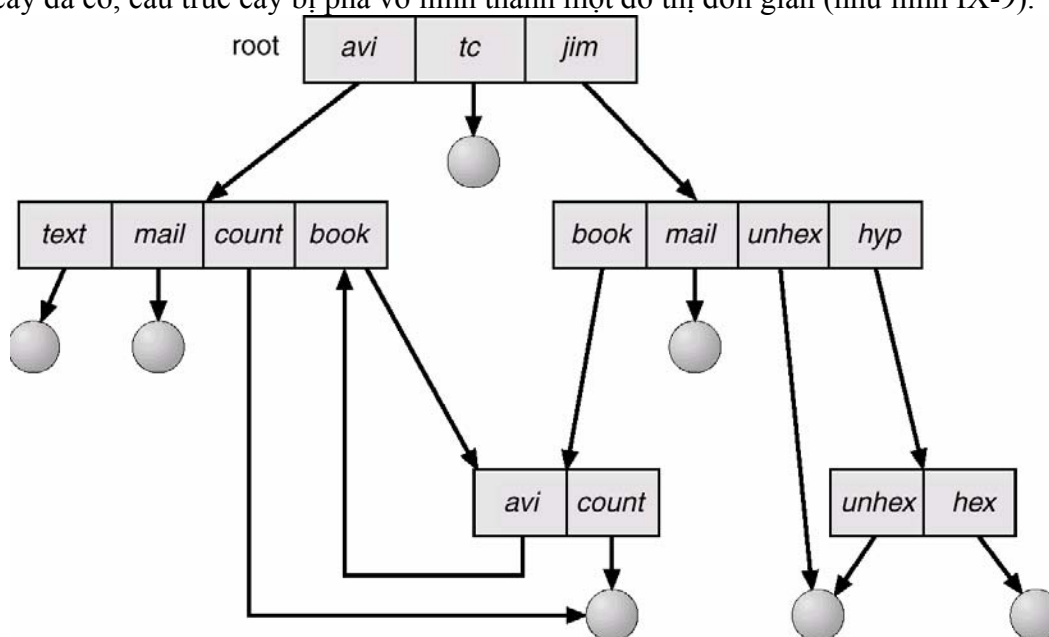 cây đã có, cấu trúc cây bị phá vỡ hình thành một đồ thị đơn giản (như hình IX-9).
root avi tc jim
text mail count book book mail unhex hyp
avi count unhex hex